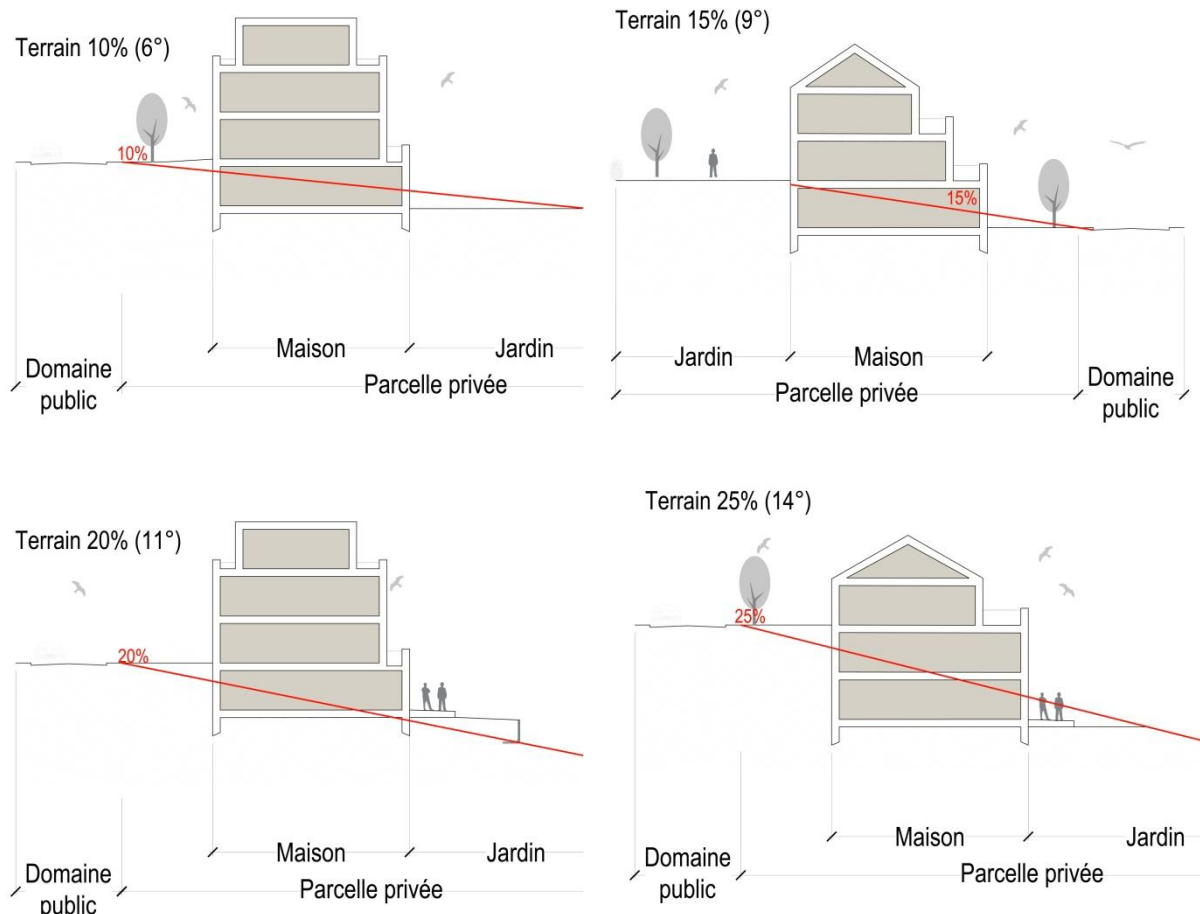 Terrain 10% (6°)
10%
Maison
Jardin
Domaine
public
Parcelle privée
Terrain 15% (9°)
15%
Jardin
Maison
Parcelle privée
Domaine
public
Terrain 20% (11°)
20%
Maison
Jardin
Domaine
public
Parcelle privée
Terrain 25% (14°)
25%
Maison
Jardin
Domaine
public
Parcelle privée